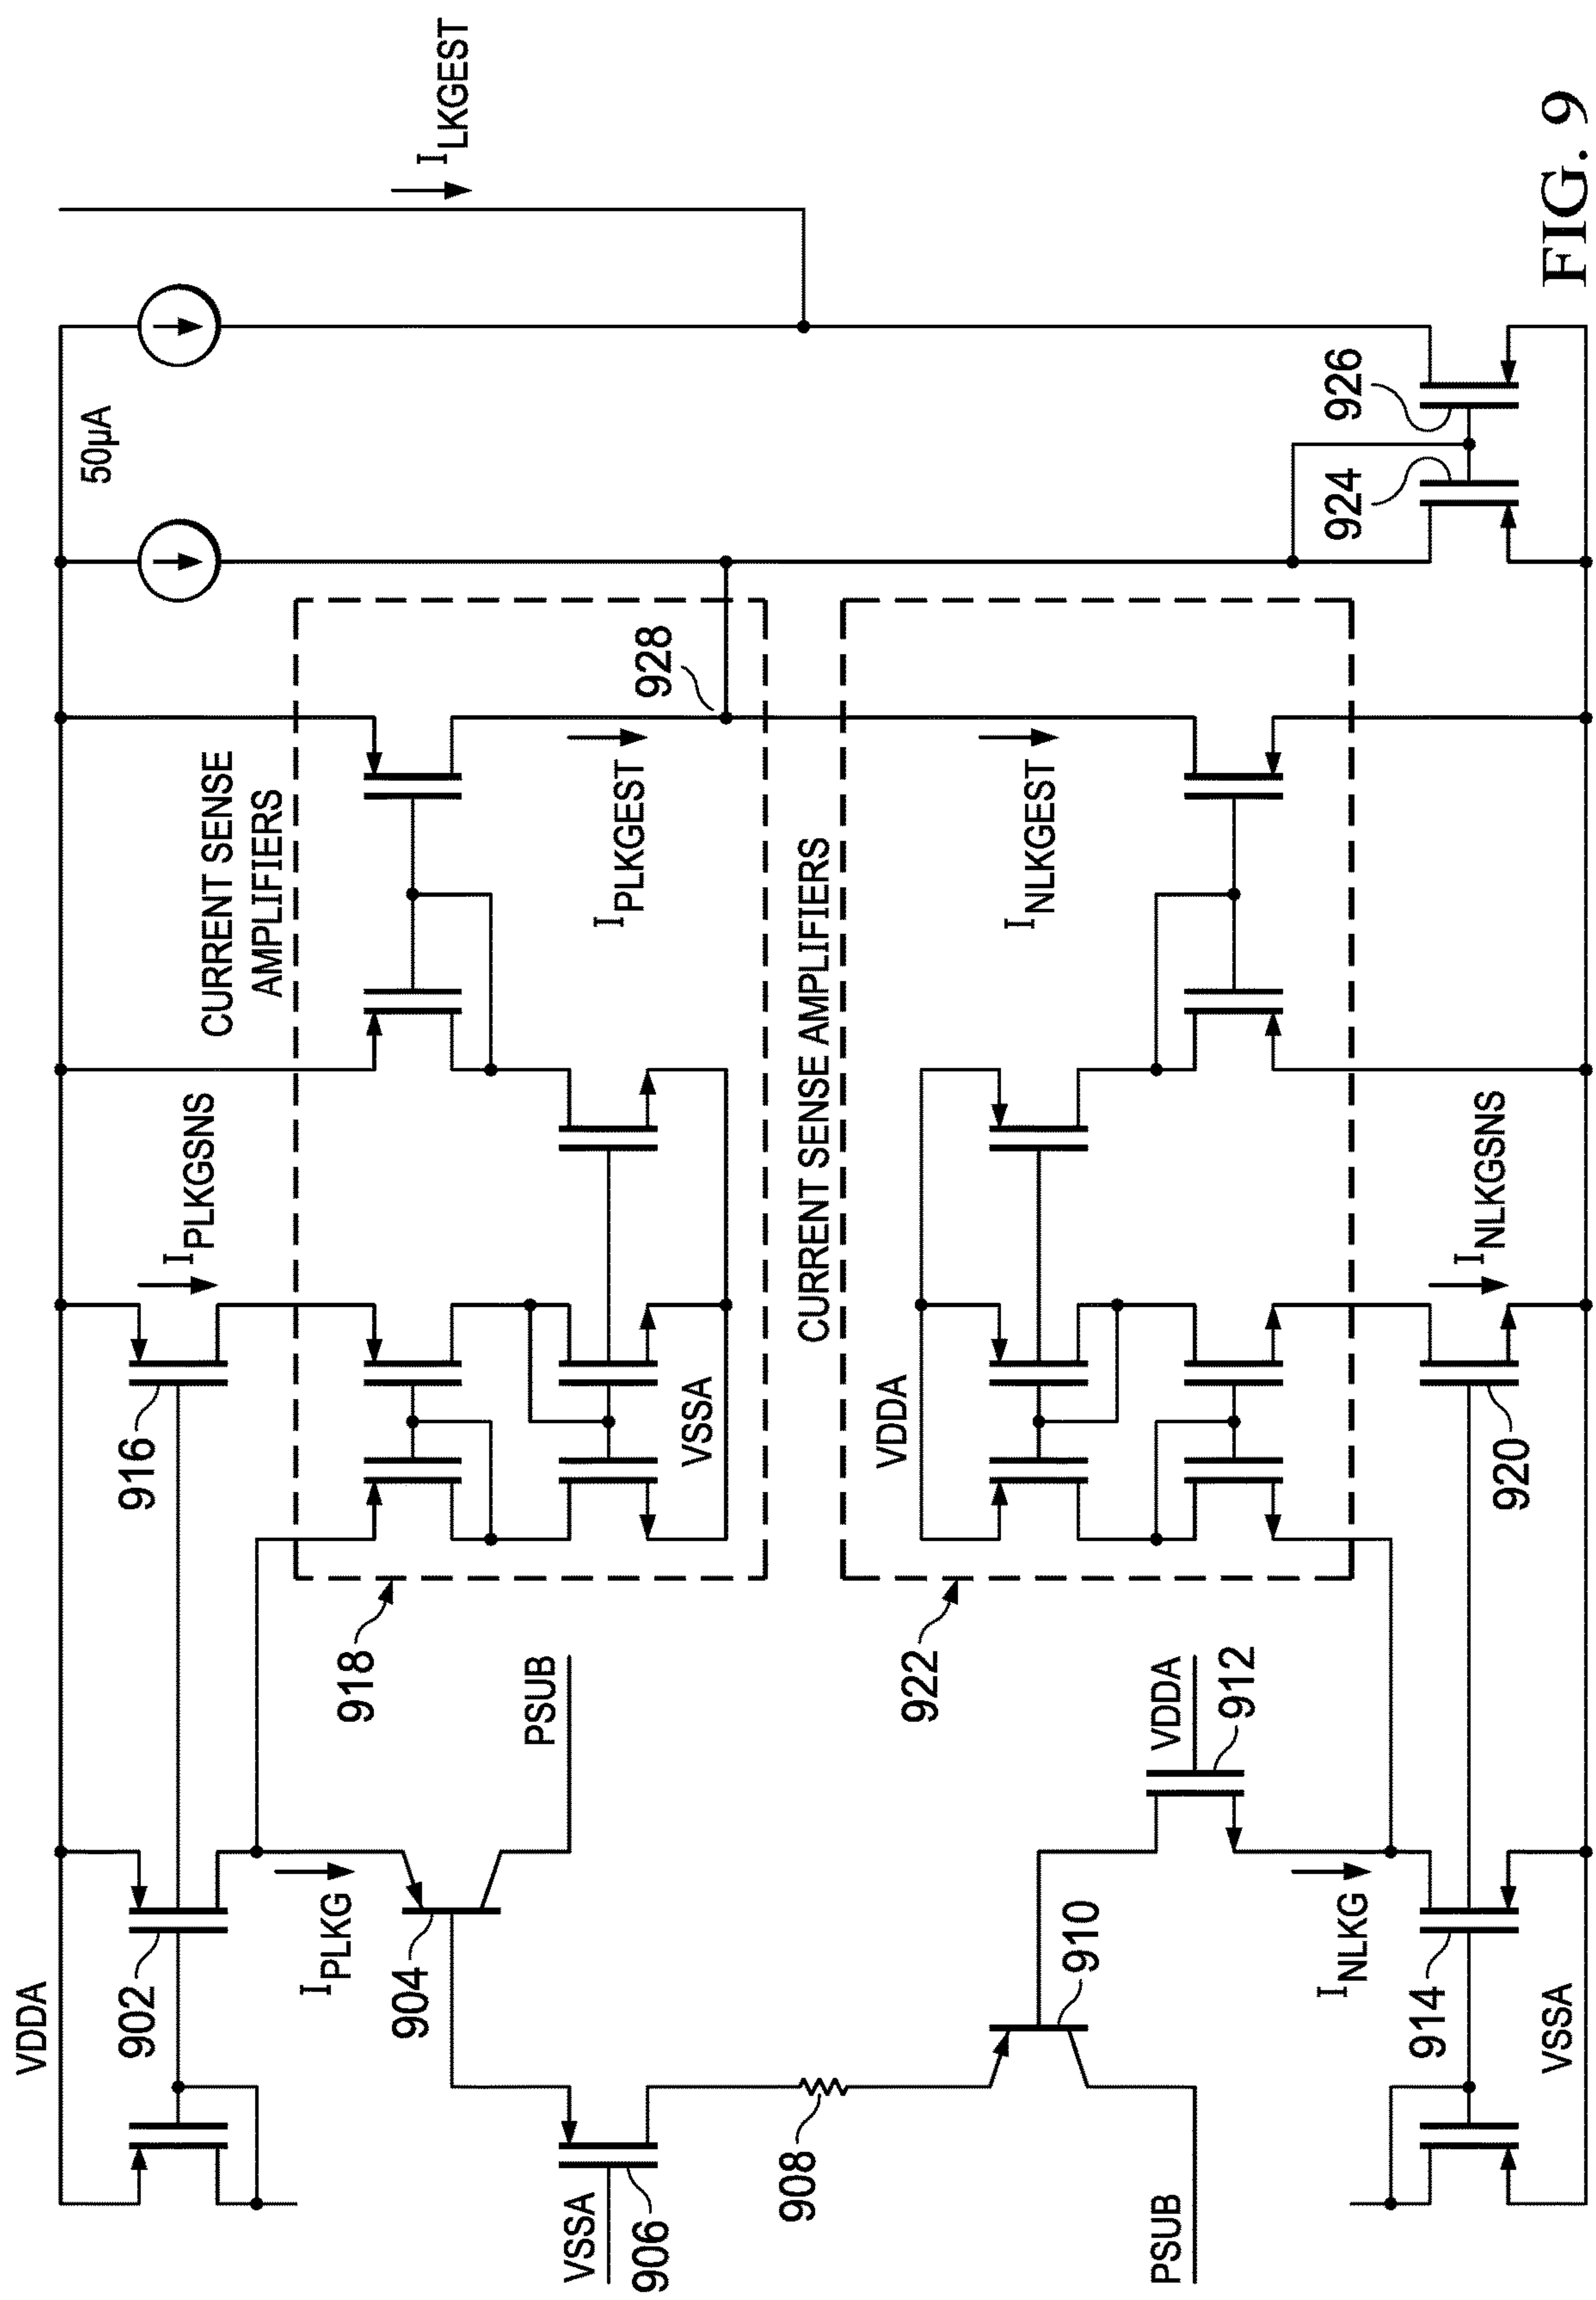 VDDA
50µA
I LKGEST
902
916
I PLKGSNS
CURRENT SENSE
AMPLIFIERS
I PLKG
904
918
PSUB
928
I PLKGEST
VSSA
906
VSSA
908
CURRENT SENSE AMPLIFIERS
910
PSUB
VDDA
912
922
VDDA
I NLKGEST
I NLKG
914
VSSA
920
I NLKGSNS
924
926
FIG. 9